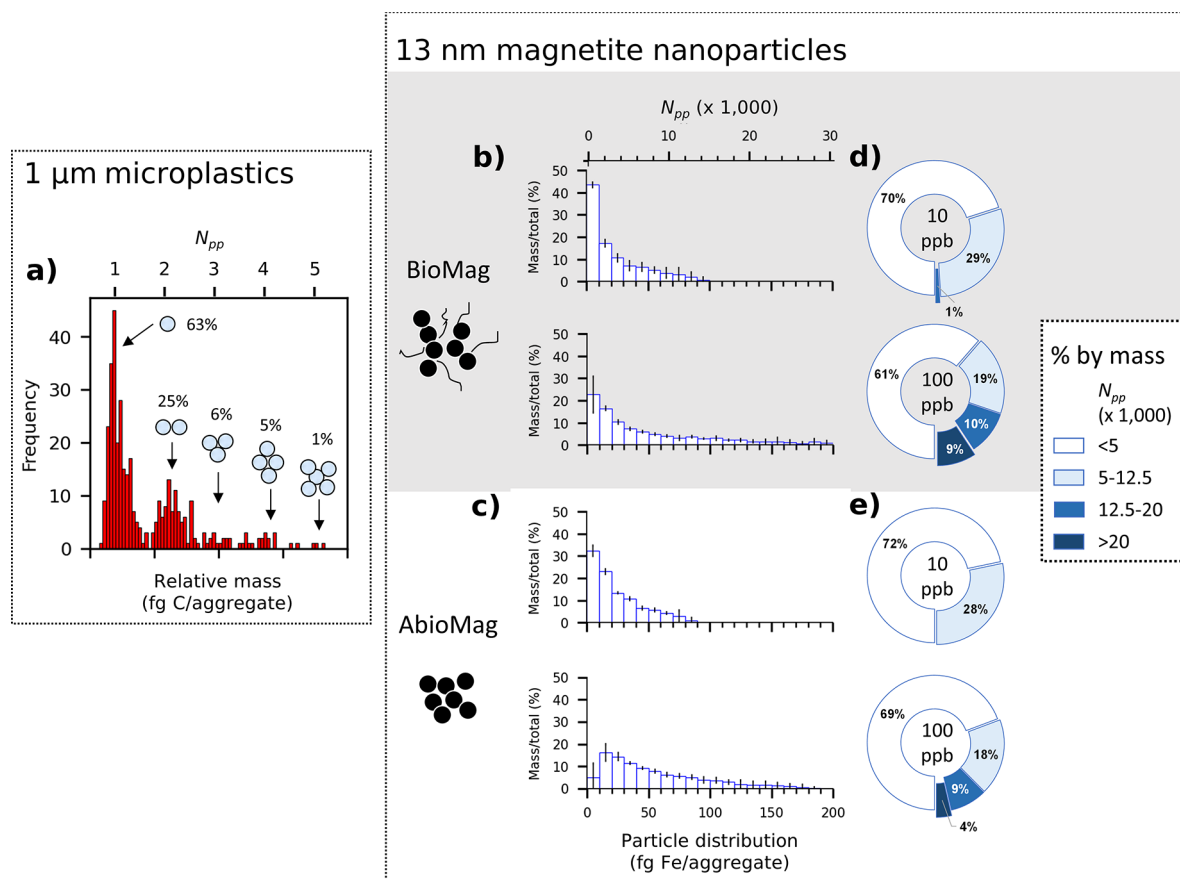 1 µm microplastics
N_pp
a)
1 2 3 4 5
63%
25%
6%
5%
1%
Frequency
40
30
20
10
0
Relative mass
(fg C/aggregate)
13 nm magnetite nanoparticles
N_pp (x 1,000)
0 10 20 30
b)
BioMag
Mass/total (%)
50
40
30
20
10
0
Mass/total (%)
50
40
30
20
10
0
d)
10
ppb
70%
29%
1%
100
ppb
61%
19%
10%
9%
c)
AbioMag
Mass/total (%)
50
40
30
20
10
0
Mass/total (%)
50
40
30
20
10
0
0 50 100 150 200
Particle distribution
(fg Fe/aggregate)
e)
10
ppb
72%
28%
100
ppb
69%
18%
9%
4%
% by mass
N_pp
(x 1,000)
<5
5-12.5
12.5-20
>20